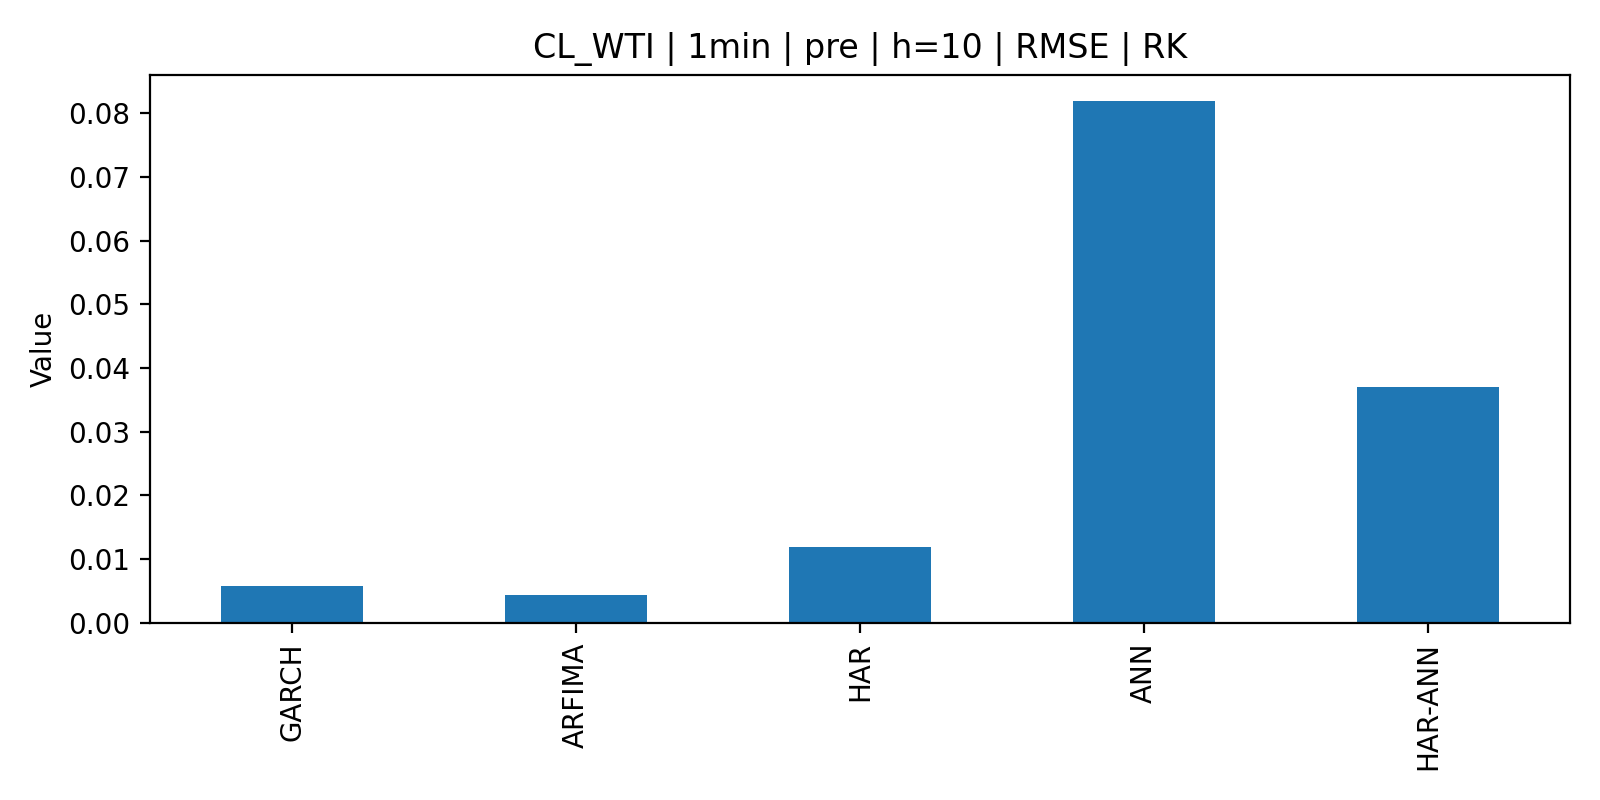 CL_WTI | 1min | pre | h=10 | RMSE | RK
Value
0.08
0.07
0.06
0.05
0.04
0.03
0.02
0.01
0.00
GARCH
ARFIMA
HAR
ANN
HAR-ANN